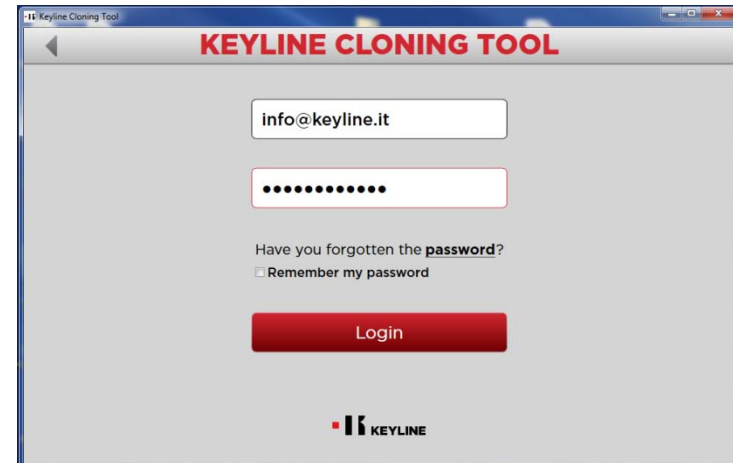 Keyline Cloning Tool
KEYLINE CLONING TOOL
info@keyline.it
••••••••••••
Have you forgotten the password?
Remember my password
Login
KEYLINE